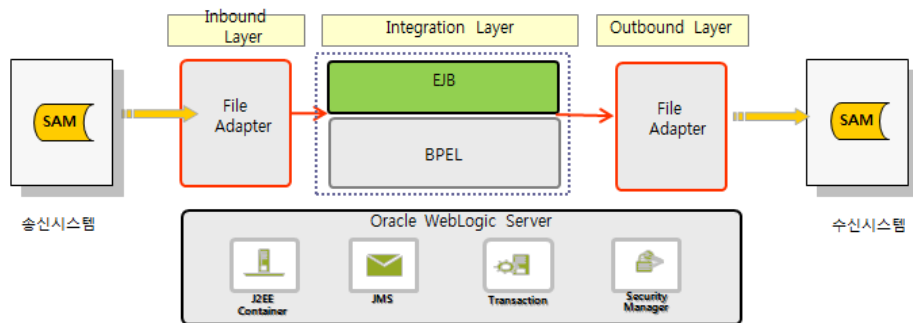 Inbound
Layer
Integration Layer
Outbound Layer
SAM
File
Adapter
EJB
BPEL
File
Adapter
SAM
송신시스템
수신시스템
Oracle WebLogic Server
J2EE
Container
JMS
Transaction
Security
Manager